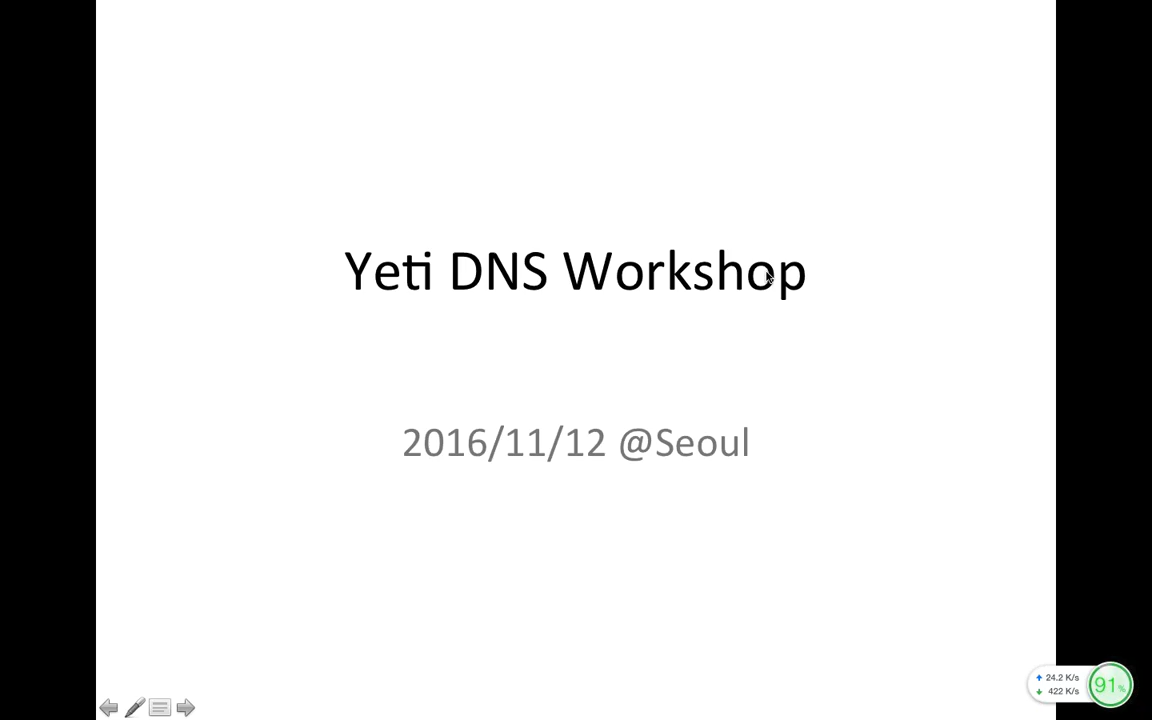 Yeti DNS Workshop
2016/11/12 @Seoul
24.2 K/s
422 K/s
91%